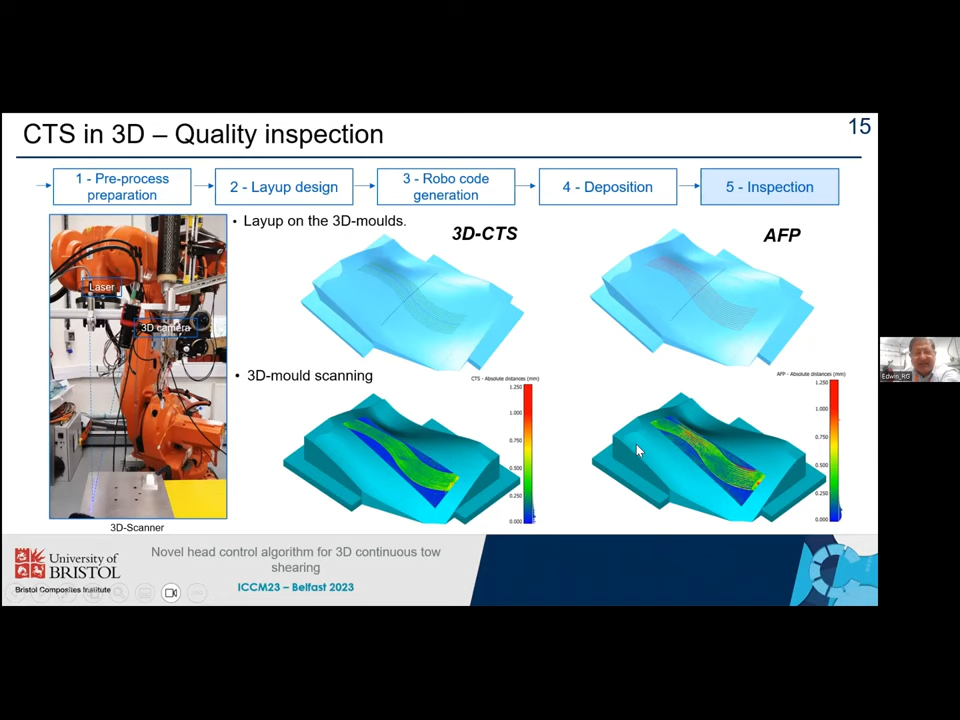 CTS in 3D – Quality inspection
15
1 - Pre-process
preparation
2 - Layup design
3 - Robo code
generation
4 - Deposition
5 - Inspection
Laser
3D camera
3D-Scanner
• Layup on the 3D-moulds.
3D-CTS
AFP
• 3D-mould scanning
CTS - Absolute distances (mm)
1.250
1.000
0.750
0.500
0.250
0.000
AFP - Absolute distances (mm)
1.250
1.000
0.750
0.500
0.250
0.000
Edwin_RG
University of
BRISTOL
Bristol Composites Institute
Novel head control algorithm for 3D continuous tow
shearing
ICCM23 – Belfast 2023